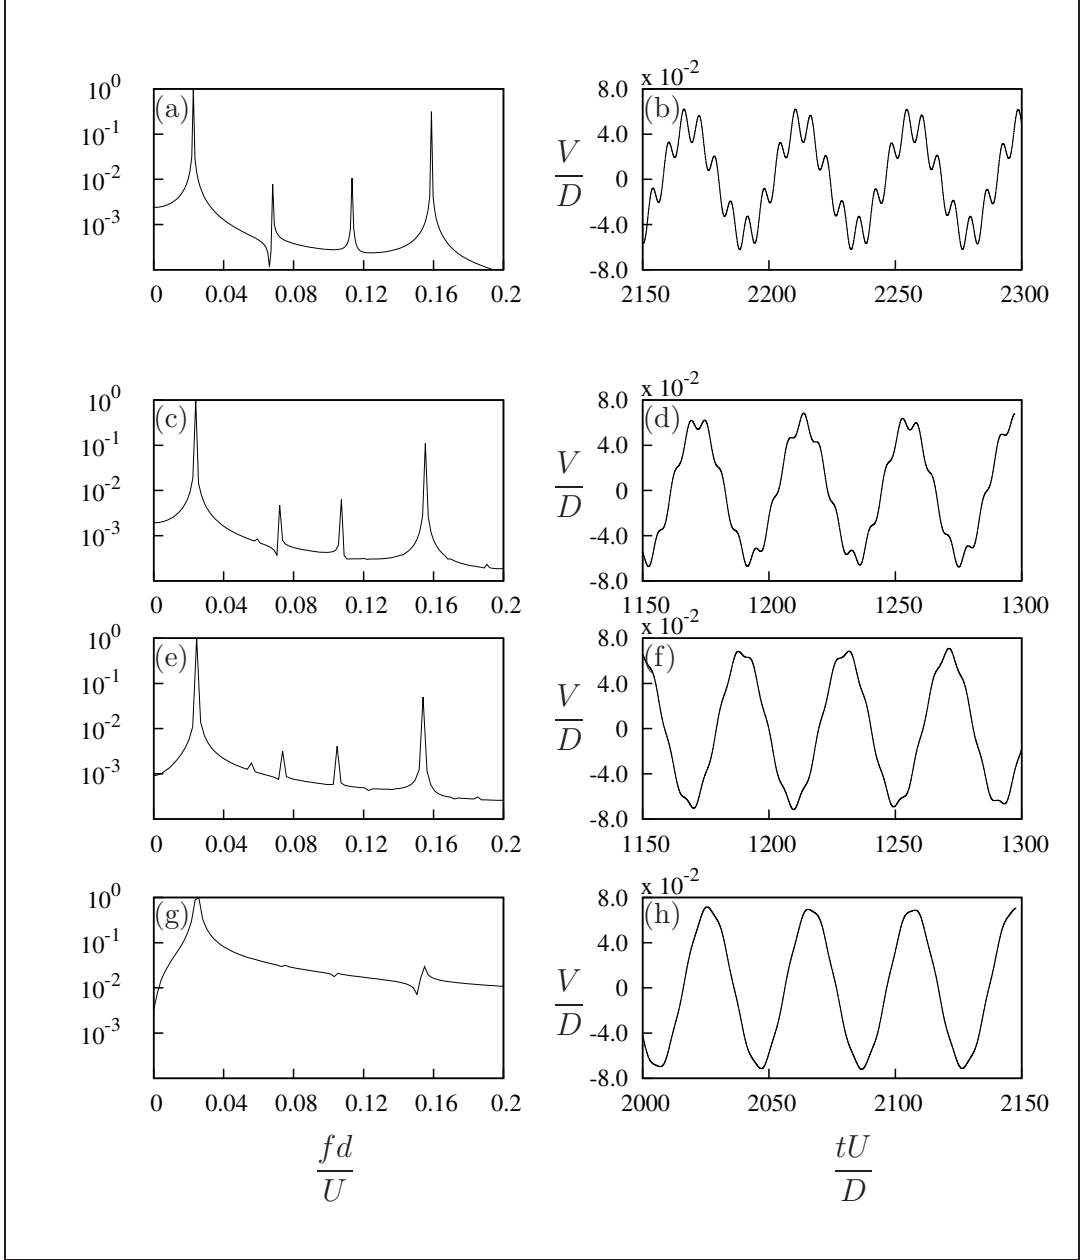 x 10^-2
10^0 (a) 8.0 (b)
10^-1 4.0
10^-2 V/D 0
10^-3 -4.0
-8.0
0 0.04 0.08 0.12 0.16 0.2 2150 2200 2250 2300
x 10^-2
10^0 (c) 8.0 (d)
10^-1 4.0
10^-2 V/D 0
10^-3 -4.0
-8.0
0 0.04 0.08 0.12 0.16 0.2 1150 1200 1250 1300
x 10^-2
10^0 (e) 8.0 (f)
10^-1 4.0
10^-2 V/D 0
10^-3 -4.0
-8.0
0 0.04 0.08 0.12 0.16 0.2 1150 1200 1250 1300
x 10^-2
10^0 (g) 8.0 (h)
10^-1 4.0
10^-2 V/D 0
10^-3 -4.0
-8.0
0 0.04 0.08 0.12 0.16 0.2 2000 2050 2100 2150
fd/U tU/D